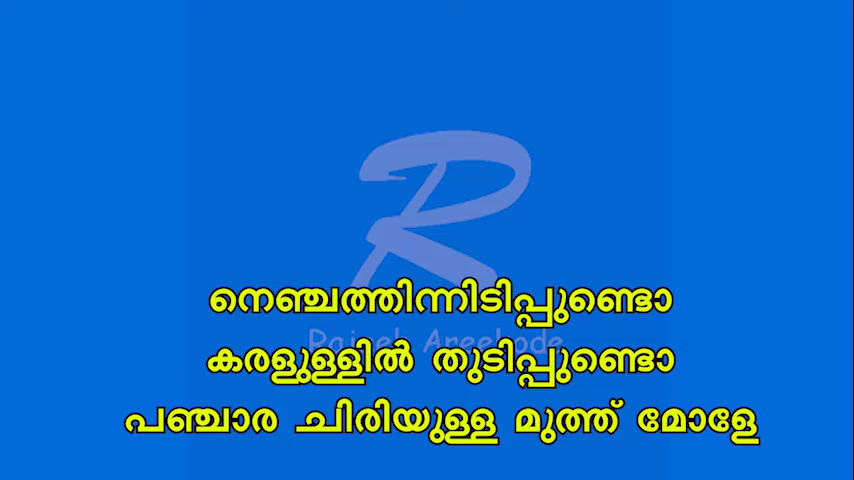 R
നെഞ്ചത്തിന്നിടിപ്പുണ്ടൊ
കരളുള്ളിൽ തുടിപ്പുണ്ടൊ
പഞ്ചാര ചിരിയുള്ള മുത്ത് മോളേ